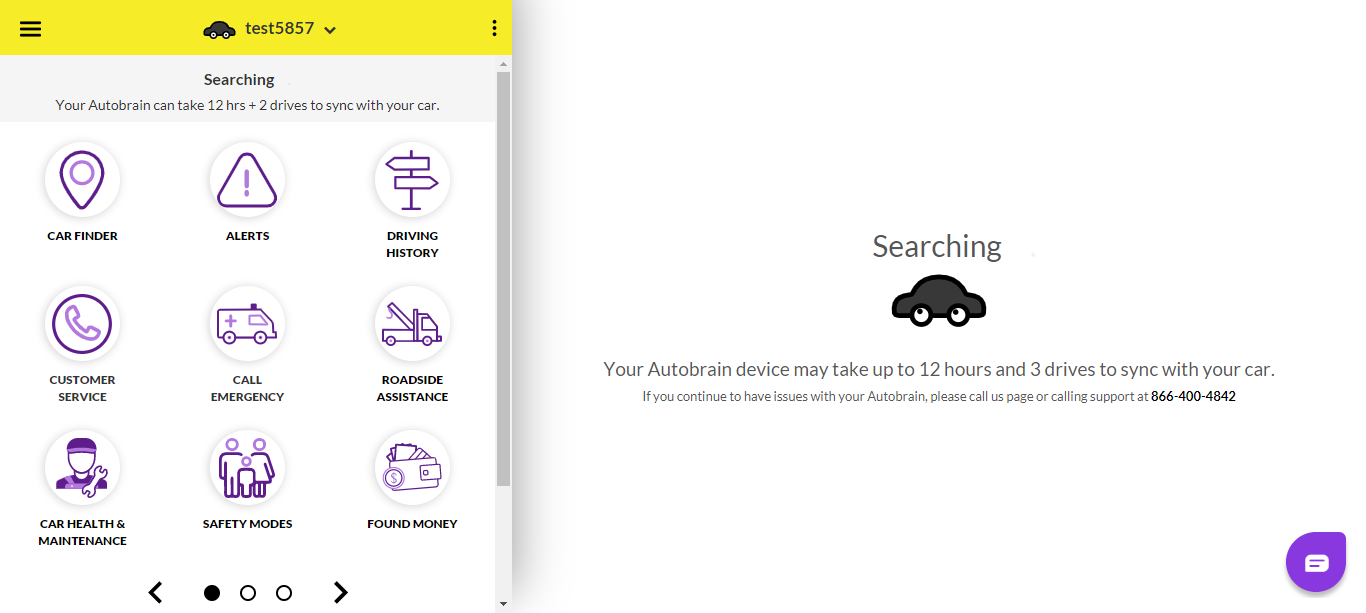 test5857
Searching
Your Autobrain can take 12 hrs + 2 drives to sync with your car.
CAR FINDER
ALERTS
DRIVING
HISTORY
CUSTOMER
SERVICE
CALL
EMERGENCY
ROADSIDE
ASSISTANCE
CAR HEALTH &
MAINTENANCE
SAFETY MODES
$
FOUND MONEY
Searching
Your Autobrain device may take up to 12 hours and 3 drives to sync with your car.
If you continue to have issues with your Autobrain, please call us page or calling support at 866-400-4842